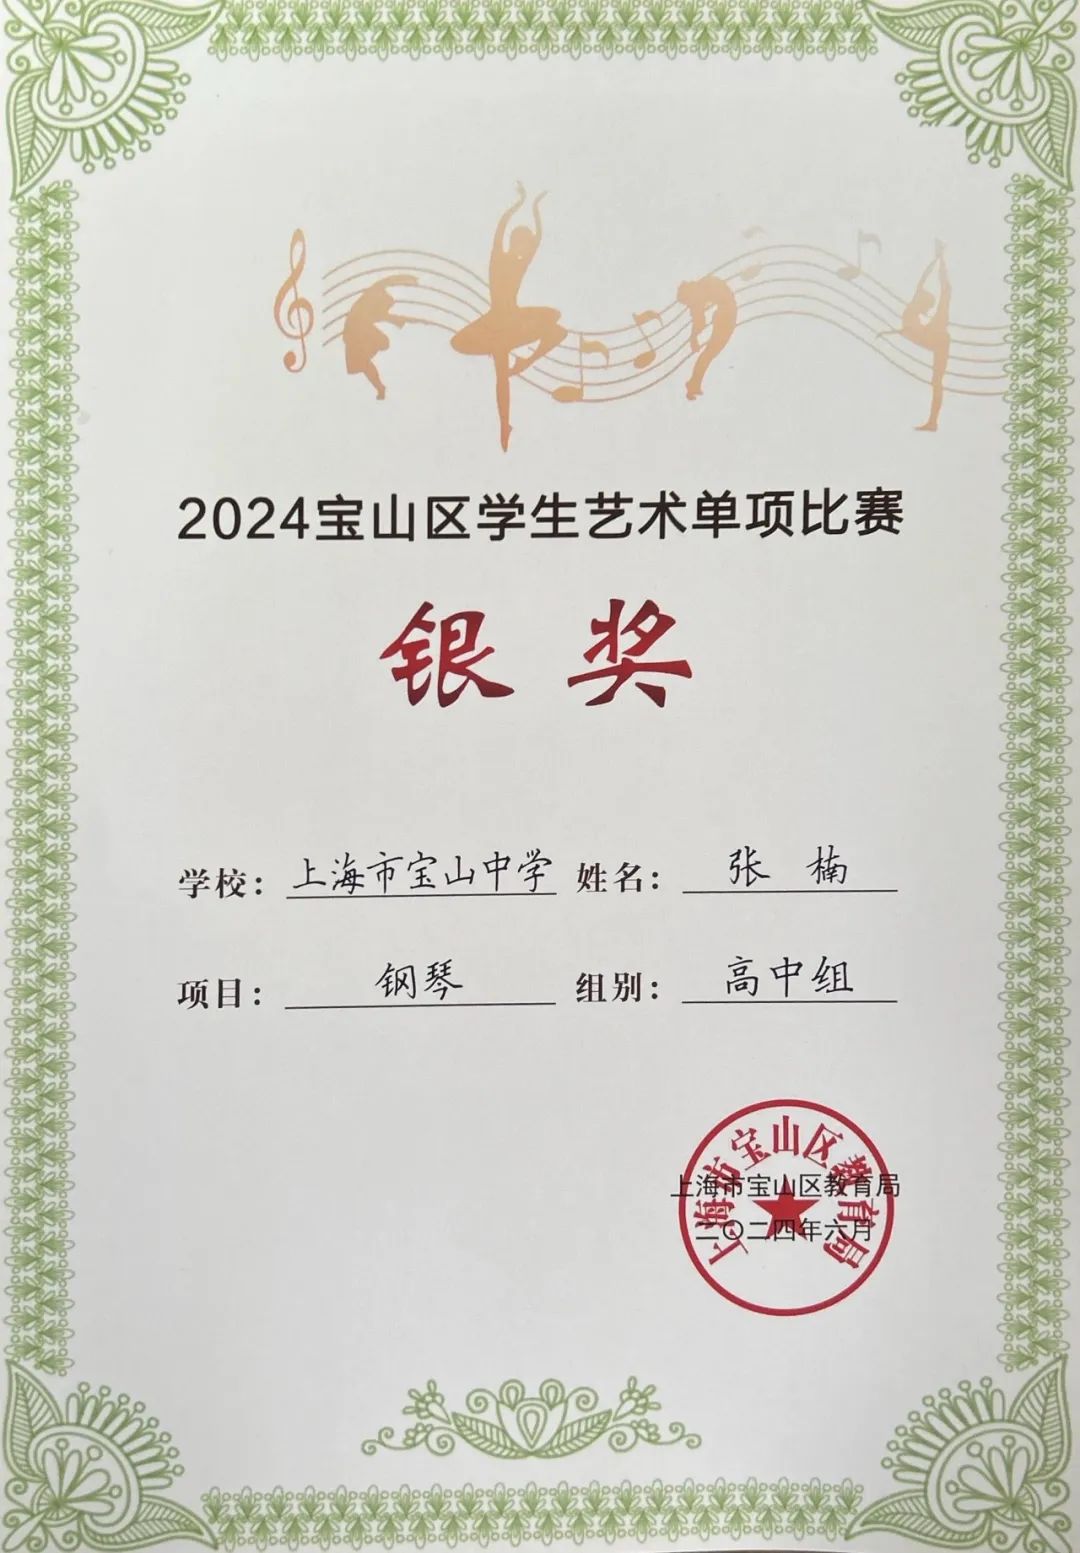 2024宝山区学生艺术单项比赛
银奖
学校：上海市宝山中学 姓名：张楠
项目：钢琴 组别：高中组
上海市宝山区教育局
二〇二四年六月
上海市宝山区教育局